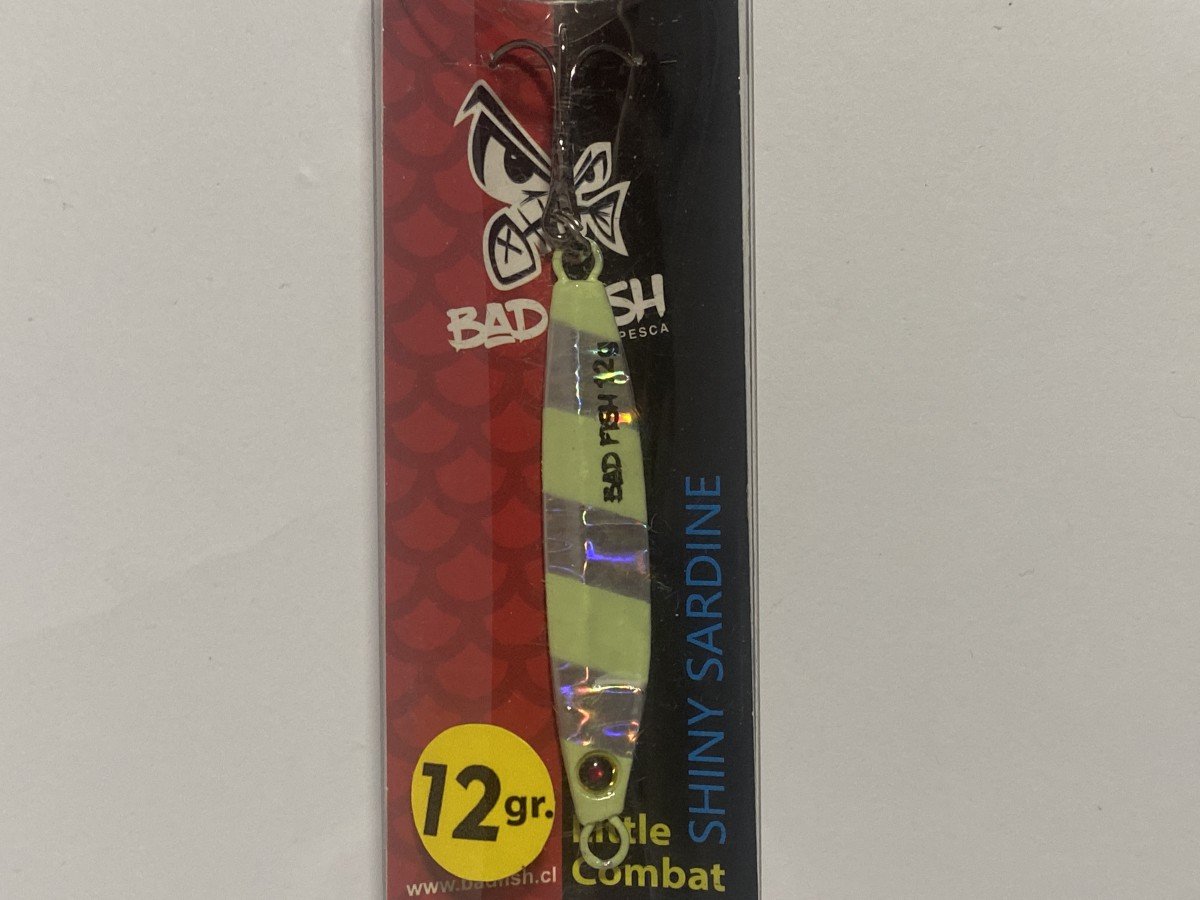 BAD FISH
PESCA
BAD FISH 12g
SHINY SARDINE
12gr.
Little
Combat
www.badfish.cl